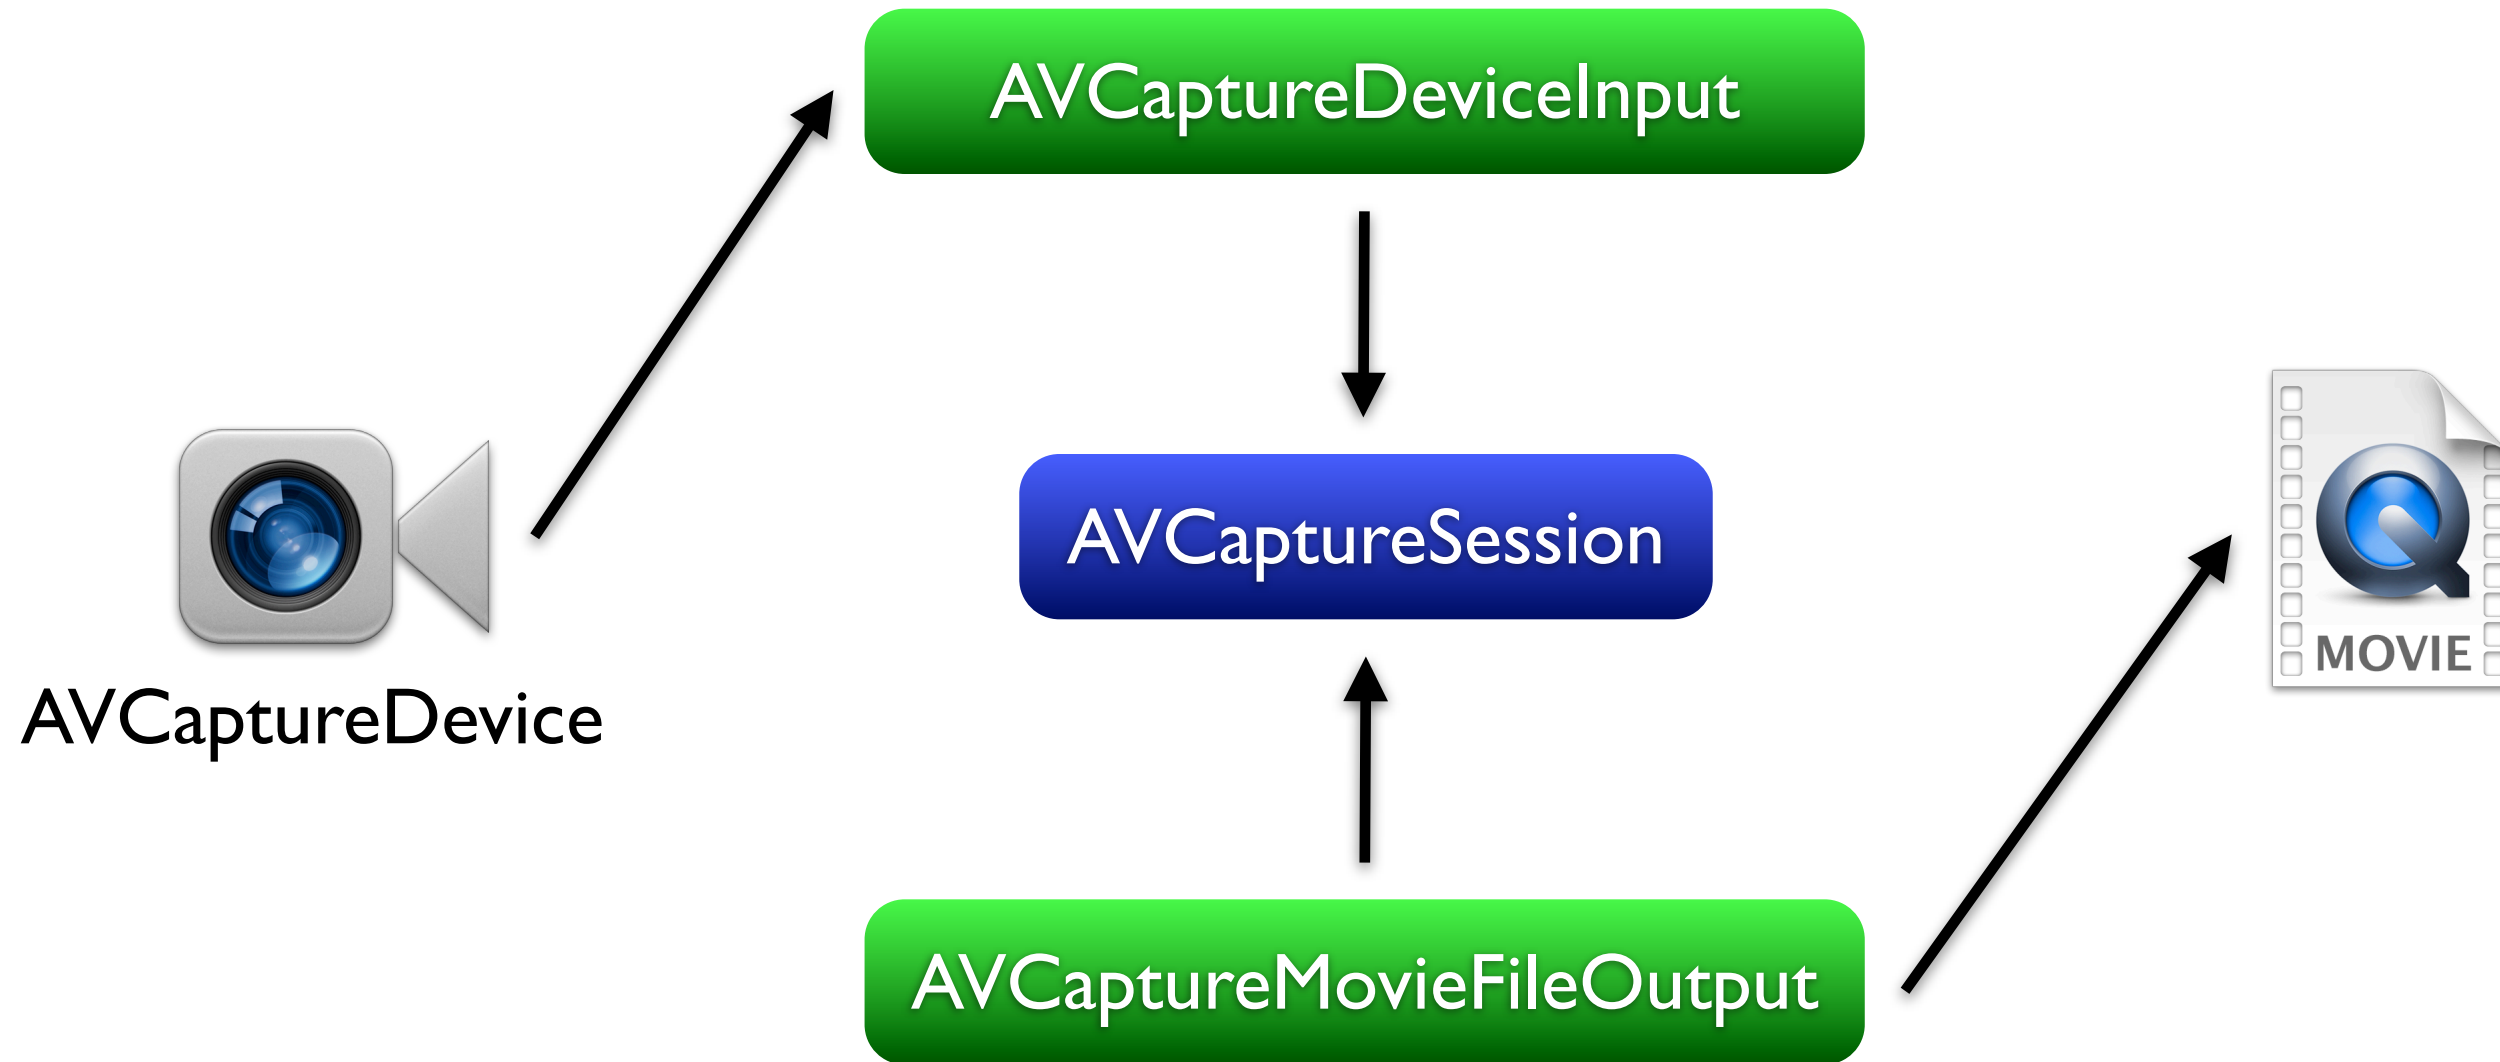 AVCaptureDeviceInput
AVCaptureSession
MOVIE
AVCaptureDevice
AVCaptureMovieFileOutput